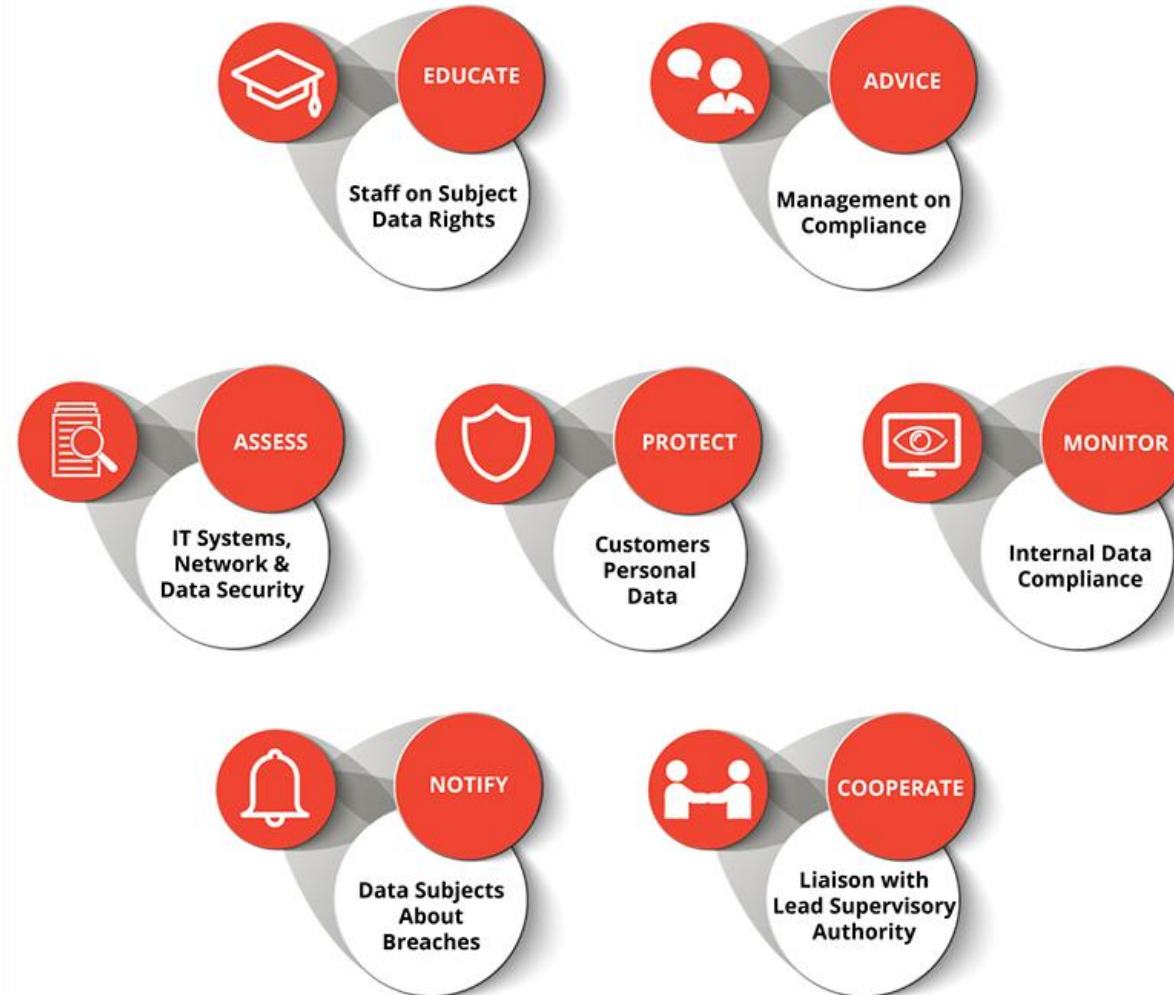 EDUCATE
Staff on Subject
Data Rights
ADVICE
Management on
Compliance
ASSESS
IT Systems,
Network &
Data Security
PROTECT
Customers
Personal
Data
MONITOR
Internal Data
Compliance
NOTIFY
Data Subjects
About
Breaches
COOPERATE
Liaison with
Lead Supervisory
Authority